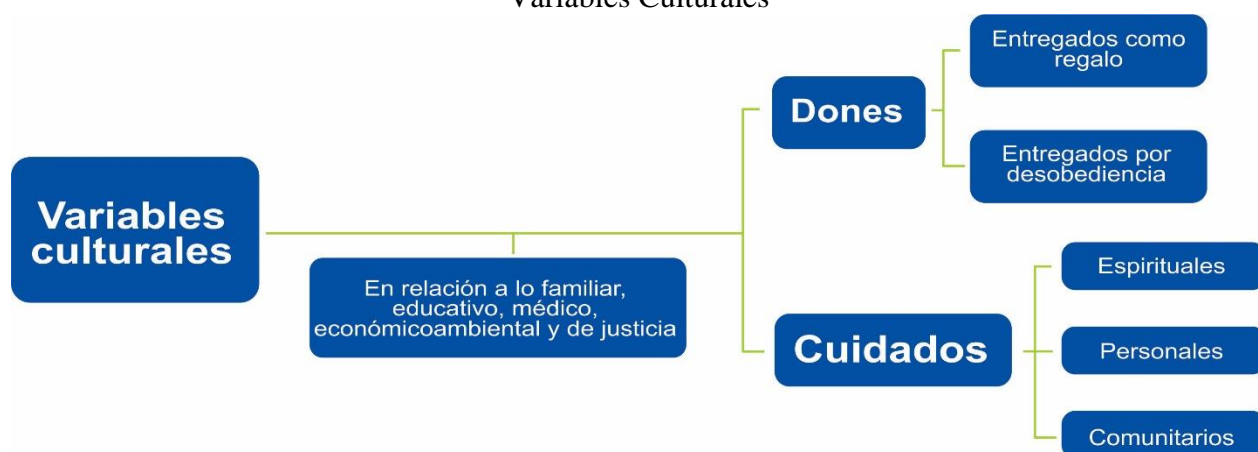 Variables Culturales
Variables
culturales
En relación a lo familiar,
educativo, médico,
económicoambiental y de justicia
Dones
Entregados como
regalo
Entregados por
desobediencia
Cuidados
Espirituales
Personales
Comunitarios